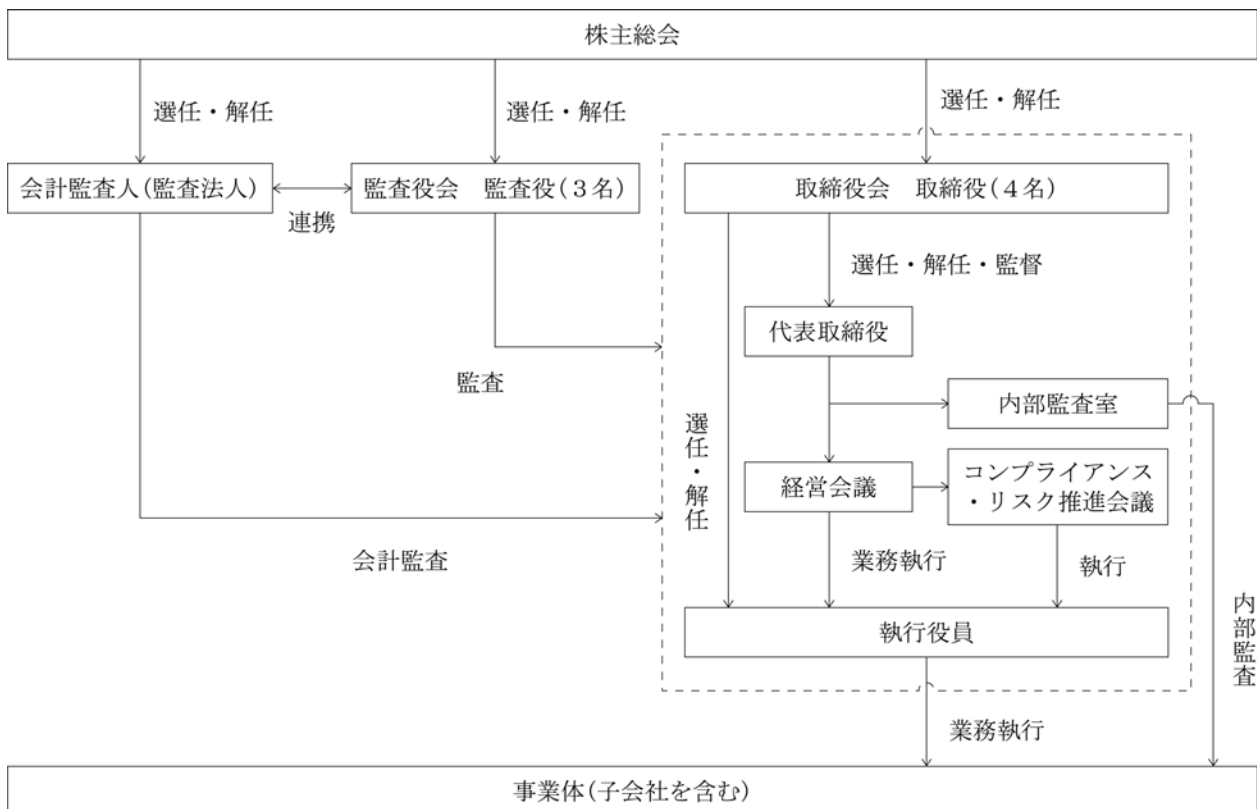 株主総会
選任・解任
選任・解任
選任・解任
会計監査人(監査法人)
連携
監査役会　監査役(3名)
取締役会　取締役(4名)
選任・解任・監督
代表取締役
監査
内部監査室
選任・解任
経営会議
コンプライアンス
・リスク推進会議
会計監査
業務執行
執行
執行役員
内部監査
業務執行
事業体(子会社を含む)